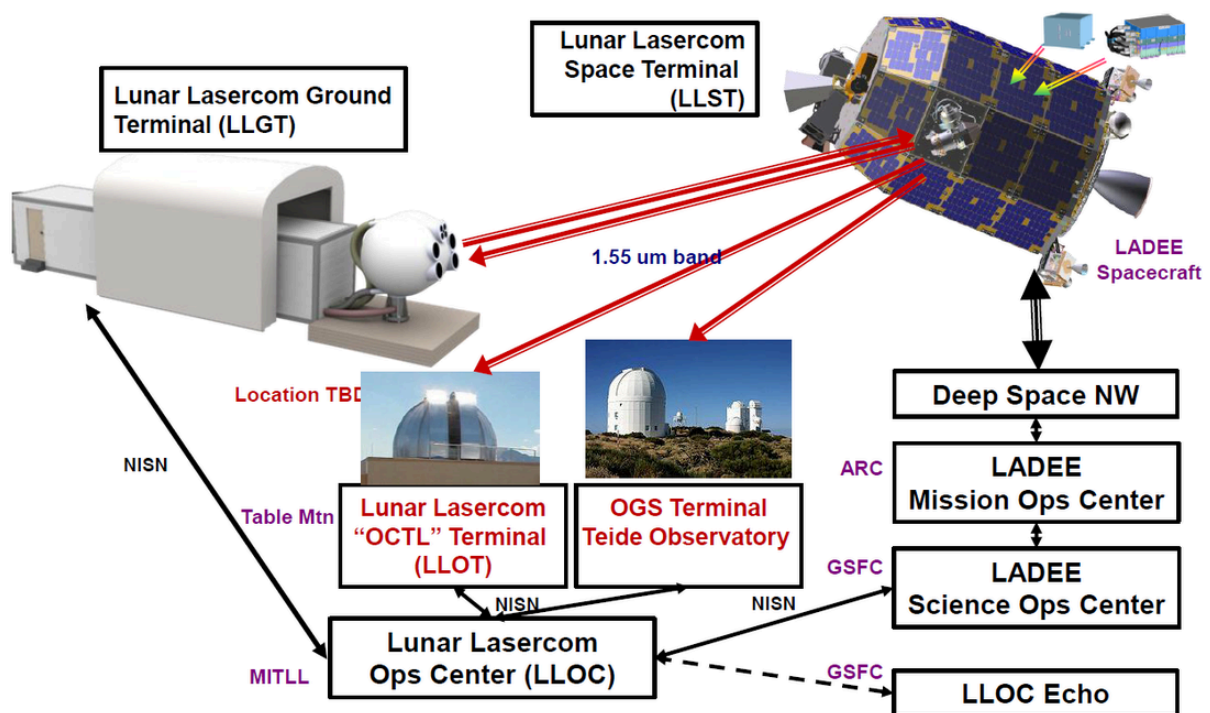 Lunar Lasercom Space Terminal (LLST)
Lunar Lasercom Ground
Terminal (LLGT)
1.55 um band
LADEE
Spacecraft
Location TBD
Deep Space NW
NISN
ARC
LADEE
Mission Ops Center
Table Mtn
Lunar Lasercom
“OCTL” Terminal
(LLOT)
OGS Terminal
Teide Observatory
GSFC
LADEE
Science Ops Center
NISN
NISN
Lunar Lasercom
Ops Center (LLOC)
MITLL
GSFC
LLOC Echo